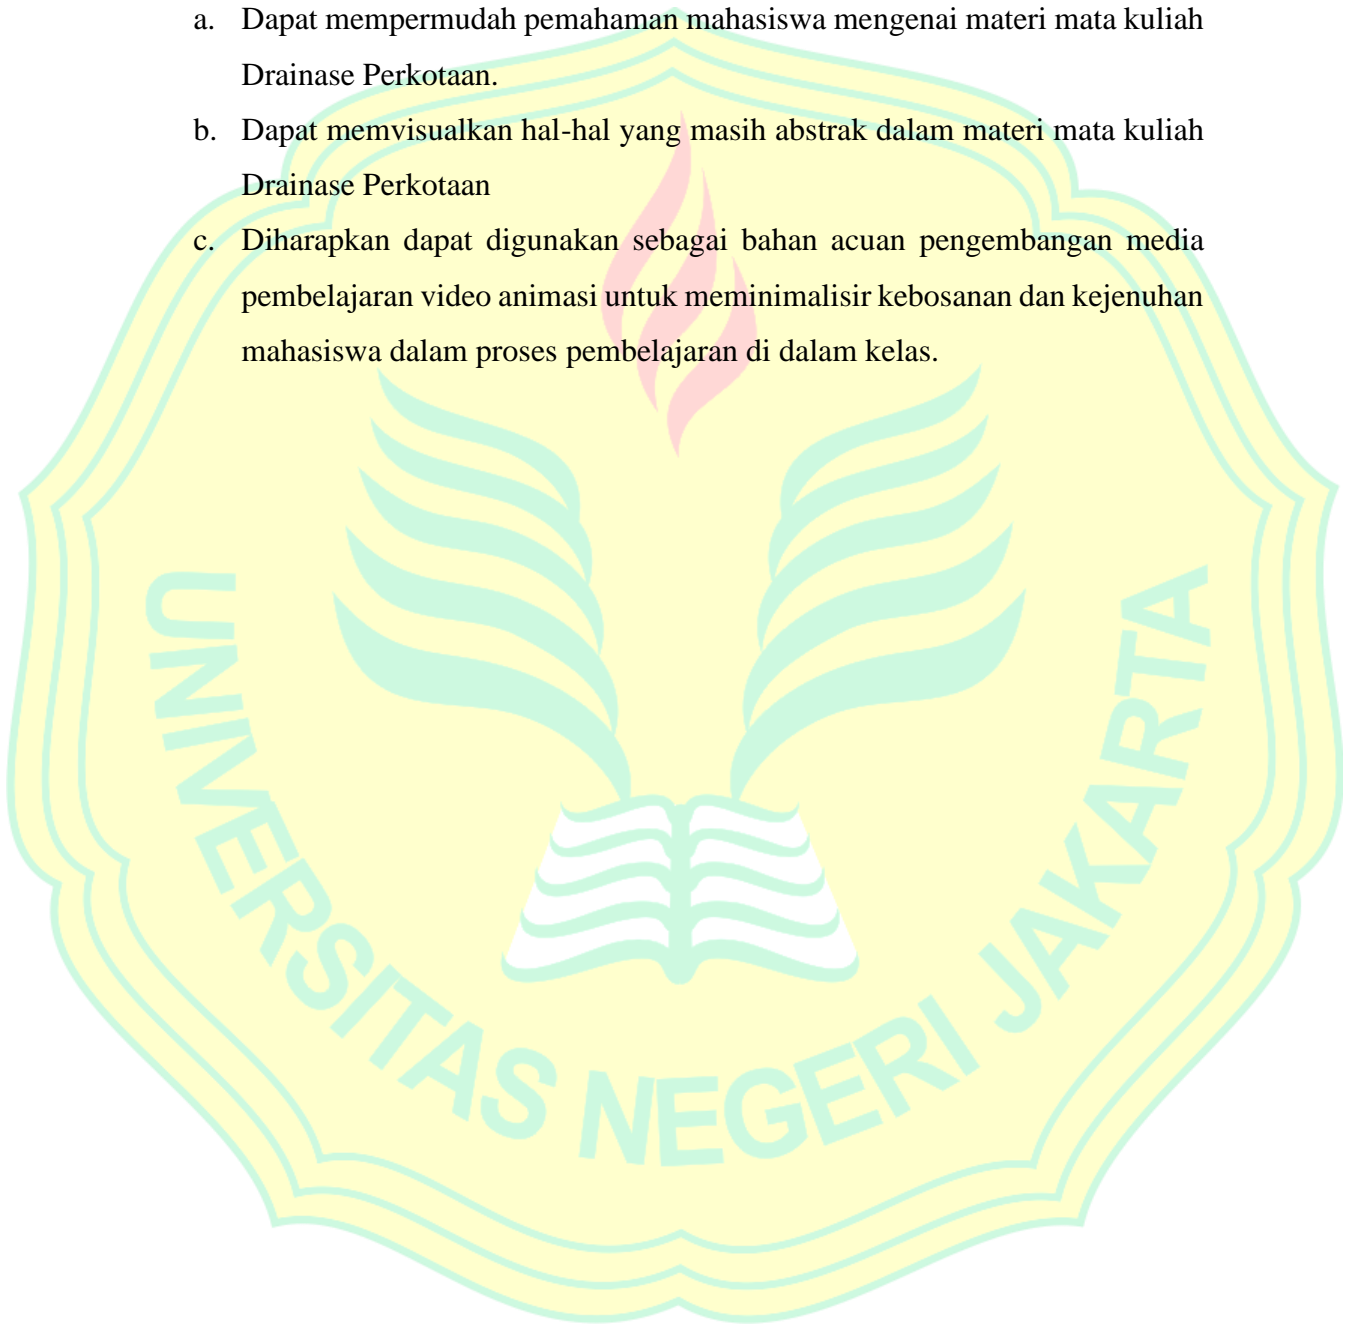 a. Dapat mempermudah pemahaman mahasiswa mengenai materi mata kuliah
Drainase Perkotaan.
b. Dapat memvisualkan hal-hal yang masih abstrak dalam materi mata kuliah
Drainase Perkotaan
c. Diharapkan dapat digunakan sebagai bahan acuan pengembangan media
pembelajaran video animasi untuk meminimalisir kebosanan dan kejenuhan
mahasiswa dalam proses pembelajaran di dalam kelas.
UNIVERSITAS NEGERI JAKARTA